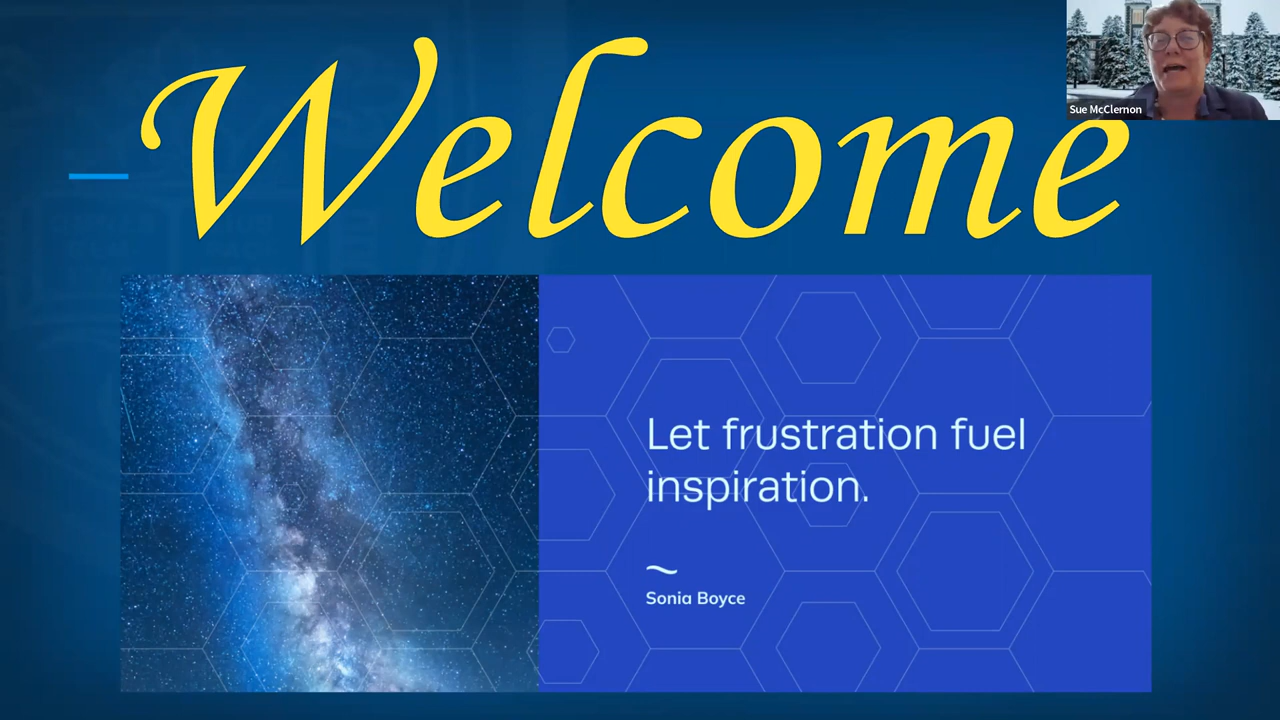 Welcome
Sue McClernon
Let frustration fuel
inspiration.
~
Sonia Boyce